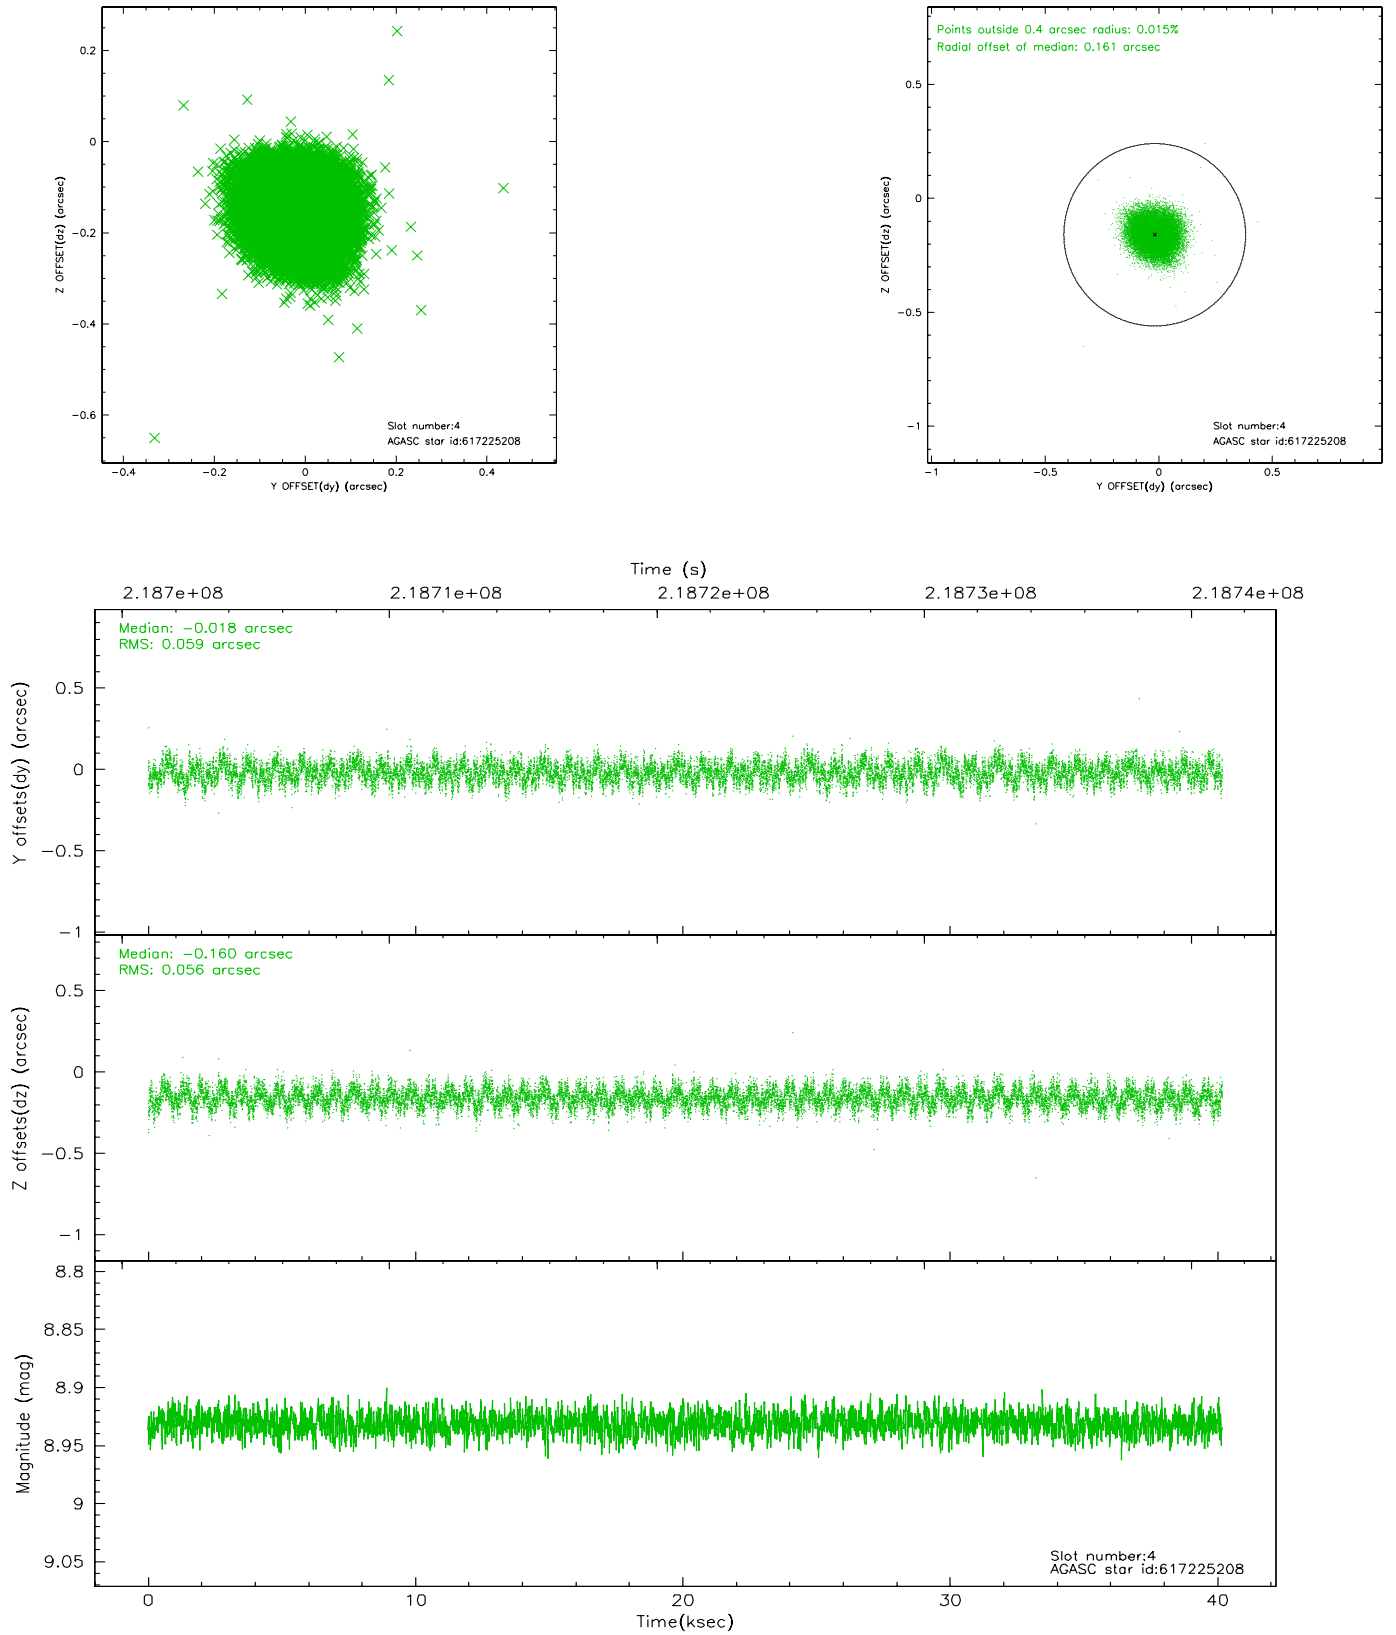 0.2
0
−0.2
−0.4
−0.6
Z OFFSET(dz) (arcsec)
Slot number:4
AGASC star id:617225208
−0.4
−0.2
0
0.2
0.4
Y OFFSET(dy) (arcsec)
Points outside 0.4 arcsec radius: 0.015%
Radial offset of median: 0.161 arcsec
0.5
0
−0.5
−1
Z OFFSET(dz) (arcsec)
Slot number:4
AGASC star id:617225208
−1
−0.5
0
0.5
Y OFFSET(dy) (arcsec)
Time (s)
2.187e+08
2.1871e+08
2.1872e+08
2.1873e+08
2.1874e+08
Median: −0.018 arcsec
RMS: 0.059 arcsec
0.5
0
−0.5
−1
Y offsets(dy) (arcsec)
Median: −0.160 arcsec
RMS: 0.056 arcsec
0.5
0
−0.5
−1
Z offsets(dz) (arcsec)
8.8
8.85
8.9
8.95
9
9.05
Magnitude (mag)
Slot number:4
AGASC star id:617225208
0
10
20
30
40
Time(ksec)